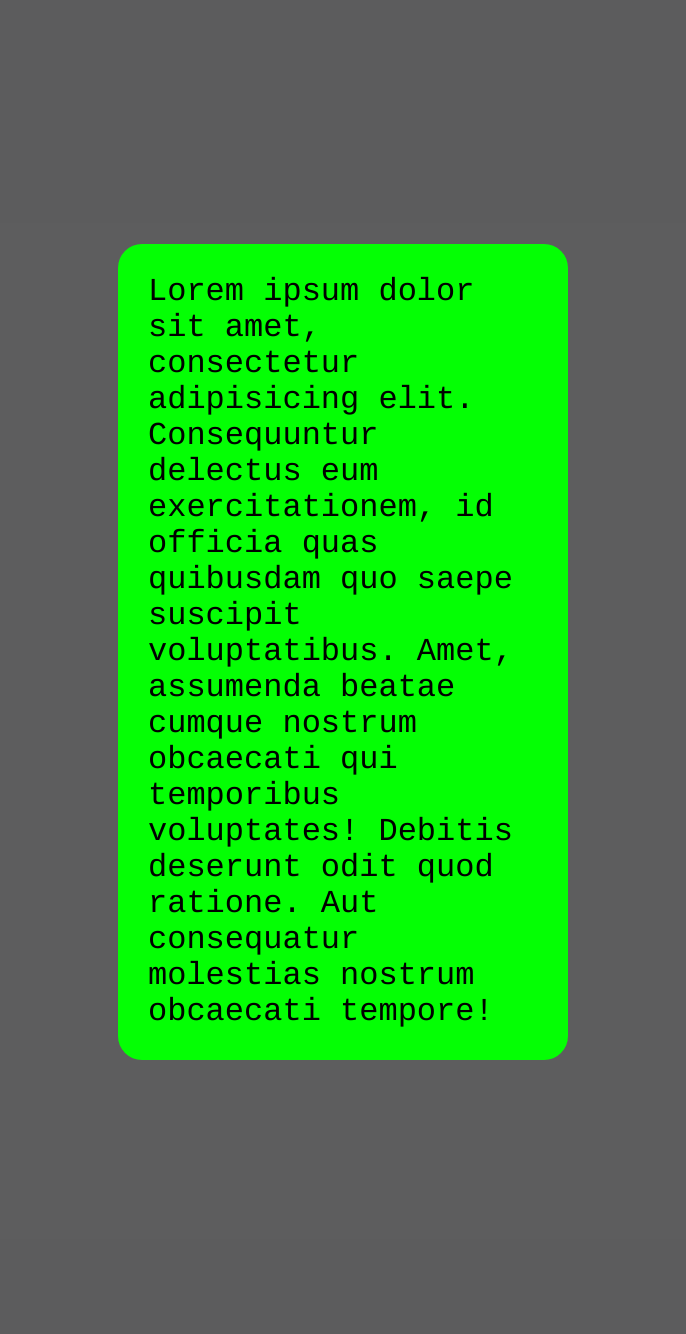 Lorem ipsum dolor
sit amet,
consectetur
adipisicing elit.
Consequuntur
delectus eum
exercitationem, id
officia quas
quibusdam quo saepe
suscipit
voluptatibus. Amet,
assumenda beatae
cumque nostrum
obcaecati qui
temporibus
voluptates! Debitis
deserunt odit quod
ratione. Aut
consequatur
molestias nostrum
obcaecati tempore!